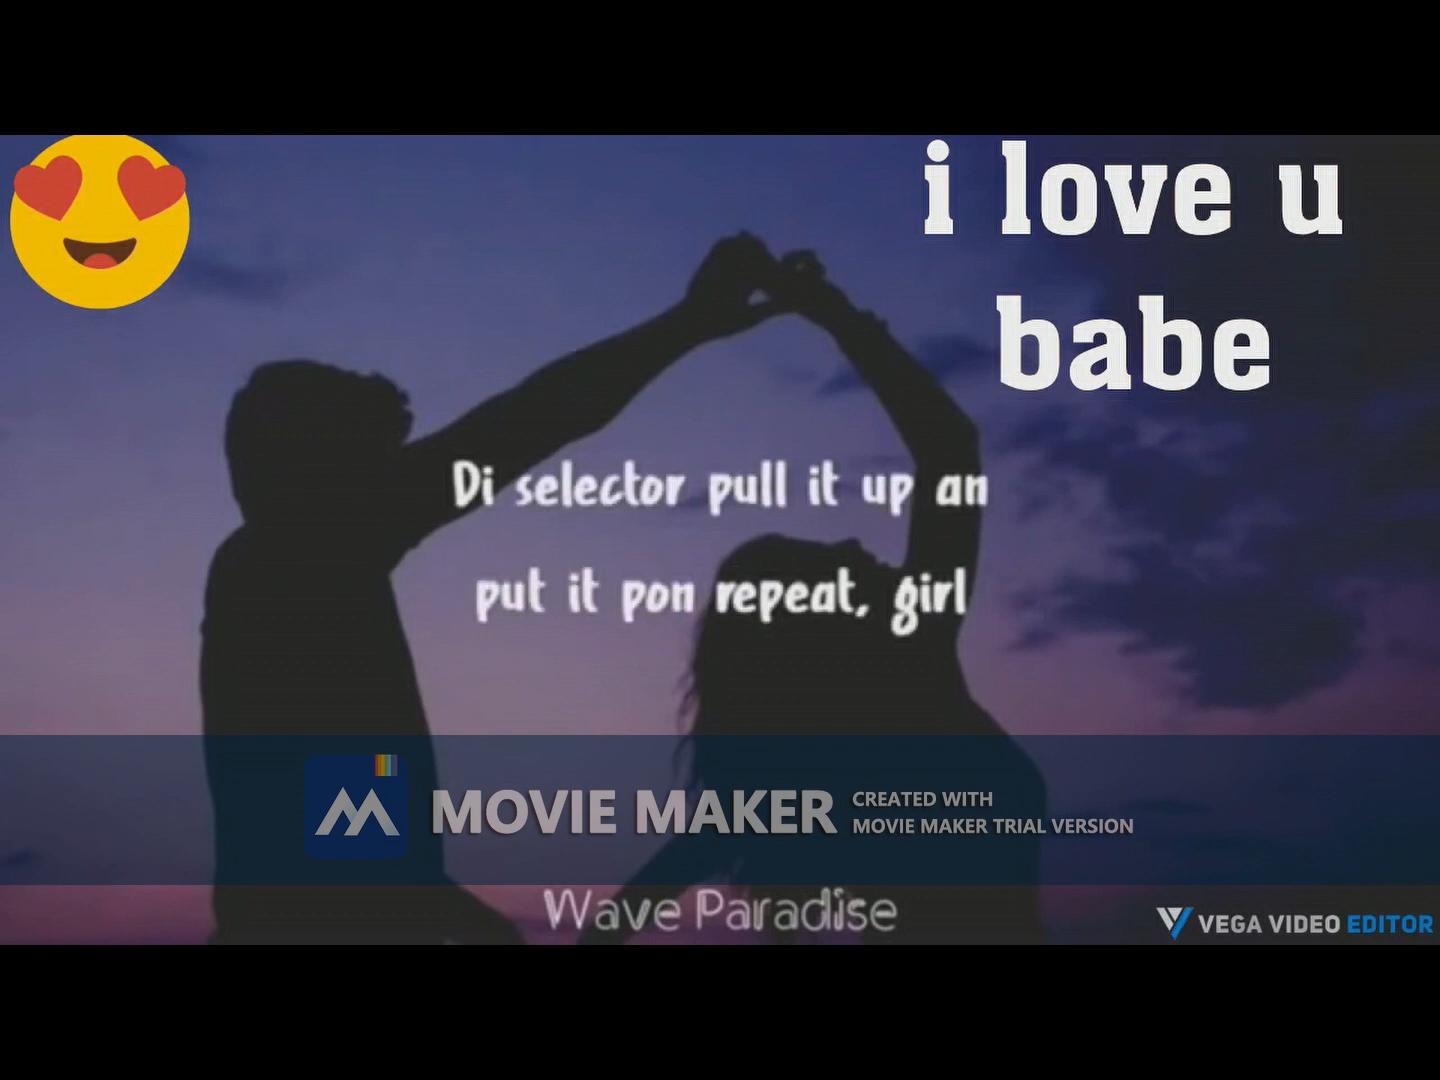 i love u
babe
Di selector pull it up an
put it pon repeat, girl
MOVIE MAKER
CREATED WITH
MOVIE MAKER TRIAL VERSION
Wave Paradise
VEGA VIDEO EDITOR